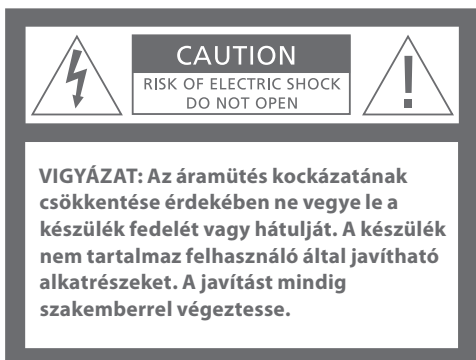 CAUTION
RISK OF ELECTRIC SHOCK
DO NOT OPEN
VIGYÁZAT: Az áramütés kockázatának
csökkentése érdekében ne vegye le a
készülék fedelét vagy hátulját. A készülék
nem tartalmaz felhasználó által javítható
alkatrészeket. A javítást mindig
szakemberrel végeztesse.